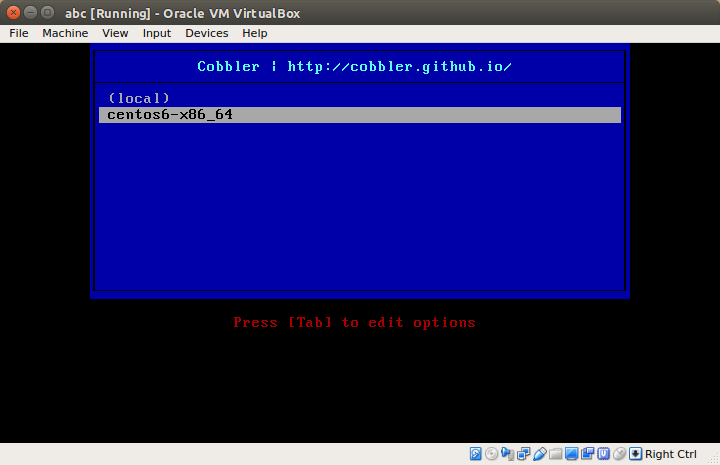 abc [Running] - Oracle VM VirtualBox
File Machine View Input Devices Help
Cobbler | http://cobbler.github.io/
(local)
centos6-x86_64
Press [Tab] to edit options
Right Ctrl